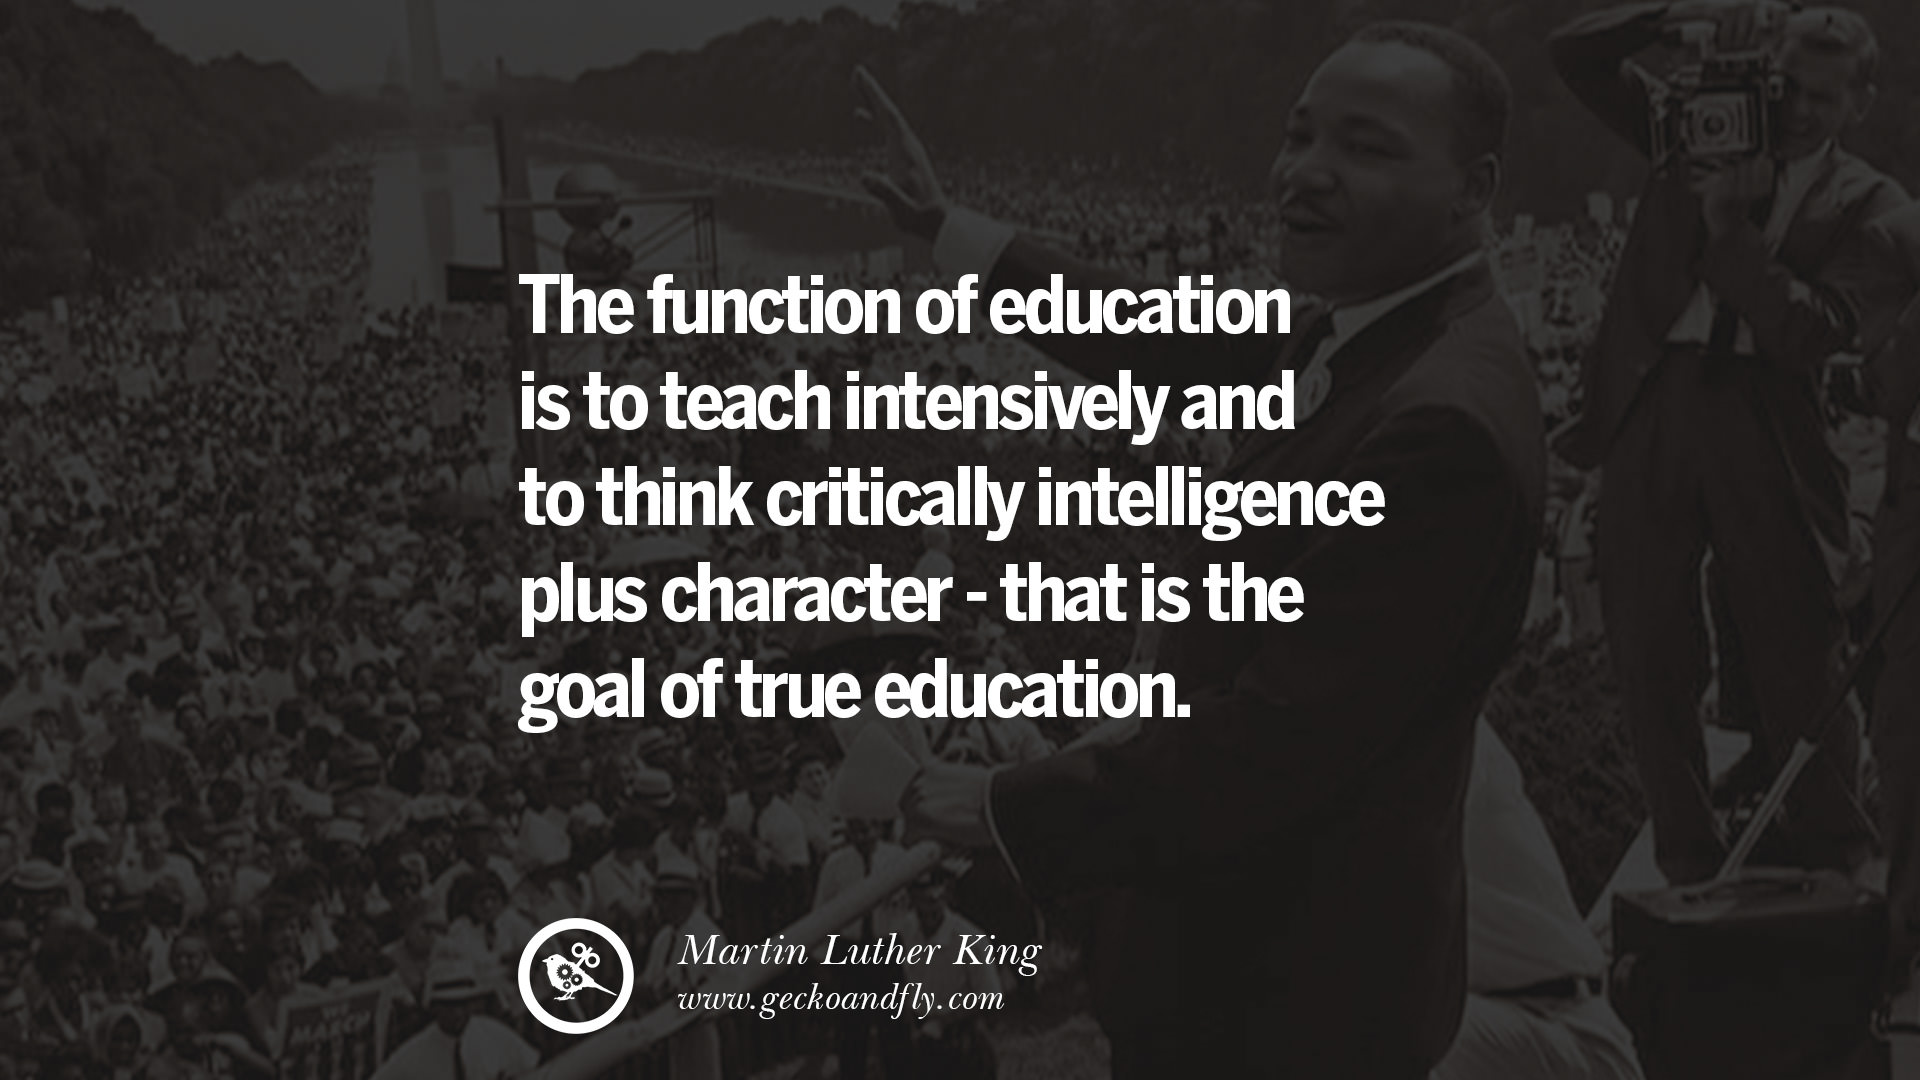 The function of education
is to teach intensively and
to think critically intelligence
plus character - that is the
goal of true education.
Martin Luther King
www.geckoandfly.com
MARCH